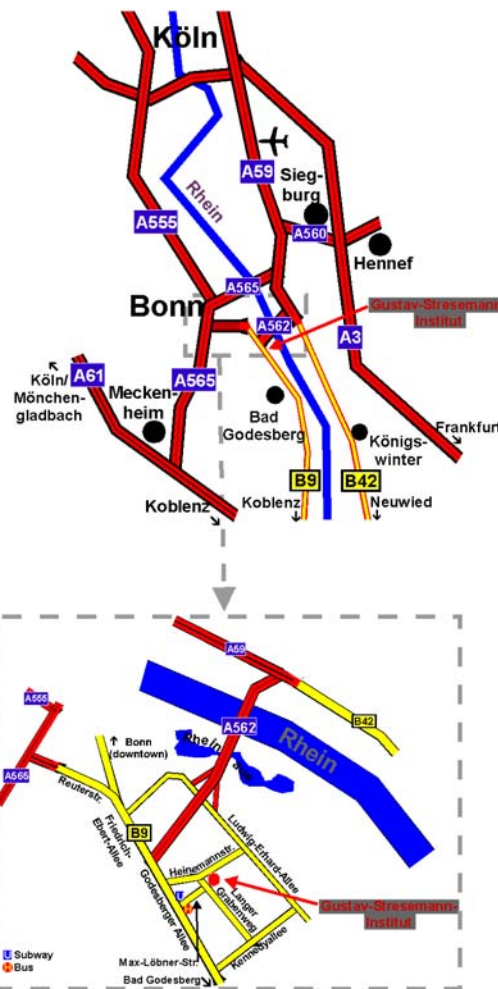 Köln
Rhein
A59
Sieg-
burg
A555
A560
Hennef
A565
Bonn
Gustav-Stresemann-
Institut
A562
A3
A61
Köln/
Mönchen-
gladbach
A565
Mecken-
heim
Bad
Godesberg
Königs-
winter
Frankfurt
B9
B42
Koblenz
Koblenz
Neuwied
A59
A555
A562
B42
Rhein
Bonn
(downtown)
A565
Reuterstr.
B9
Friedrich-
Ebert-Allee
Ludwig-Erhard-Allee
Heinemannstr.
Godesberger Allee
Langer
Grabenweg
Gustav-Stresemann-
Institut
U
H
Kennedyallee
U Subway
H Bus
Max-Löbner-Str.
Bad Godesberg